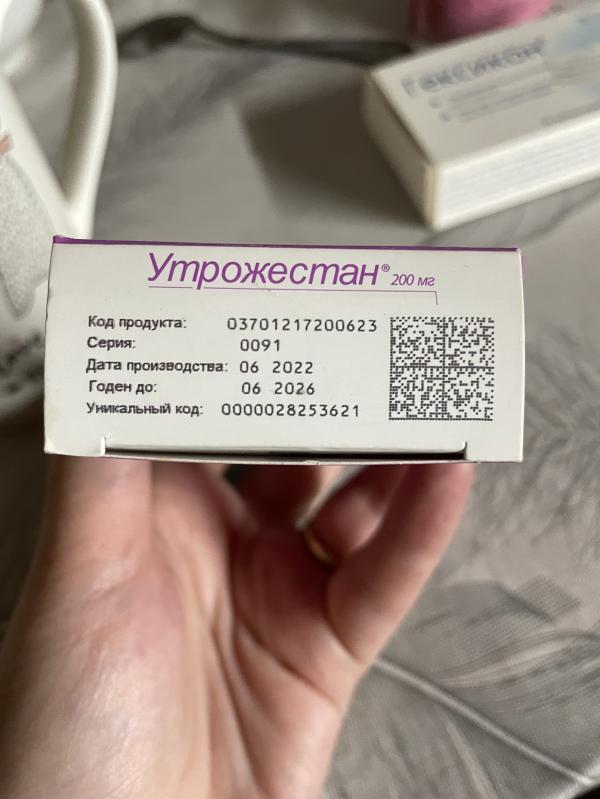 Гексикон
Утрожестан® 200 мг
Код продукта: 03701217200623
Серия: 0091
Дата производства: 06 2022
Годен до: 06 2026
Уникальный код: 0000028253621